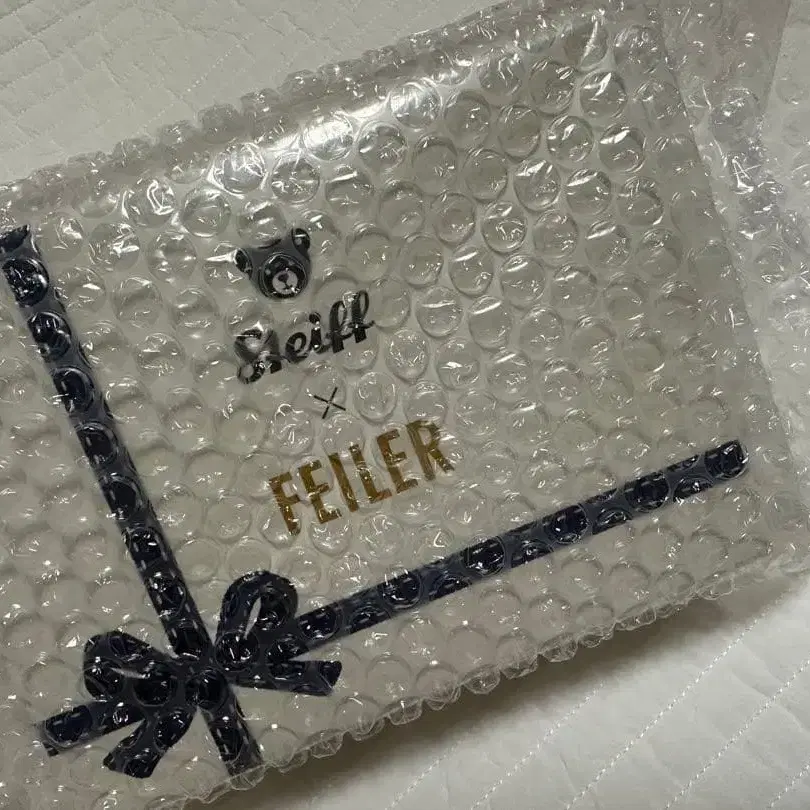 Steiff
×
FEILER